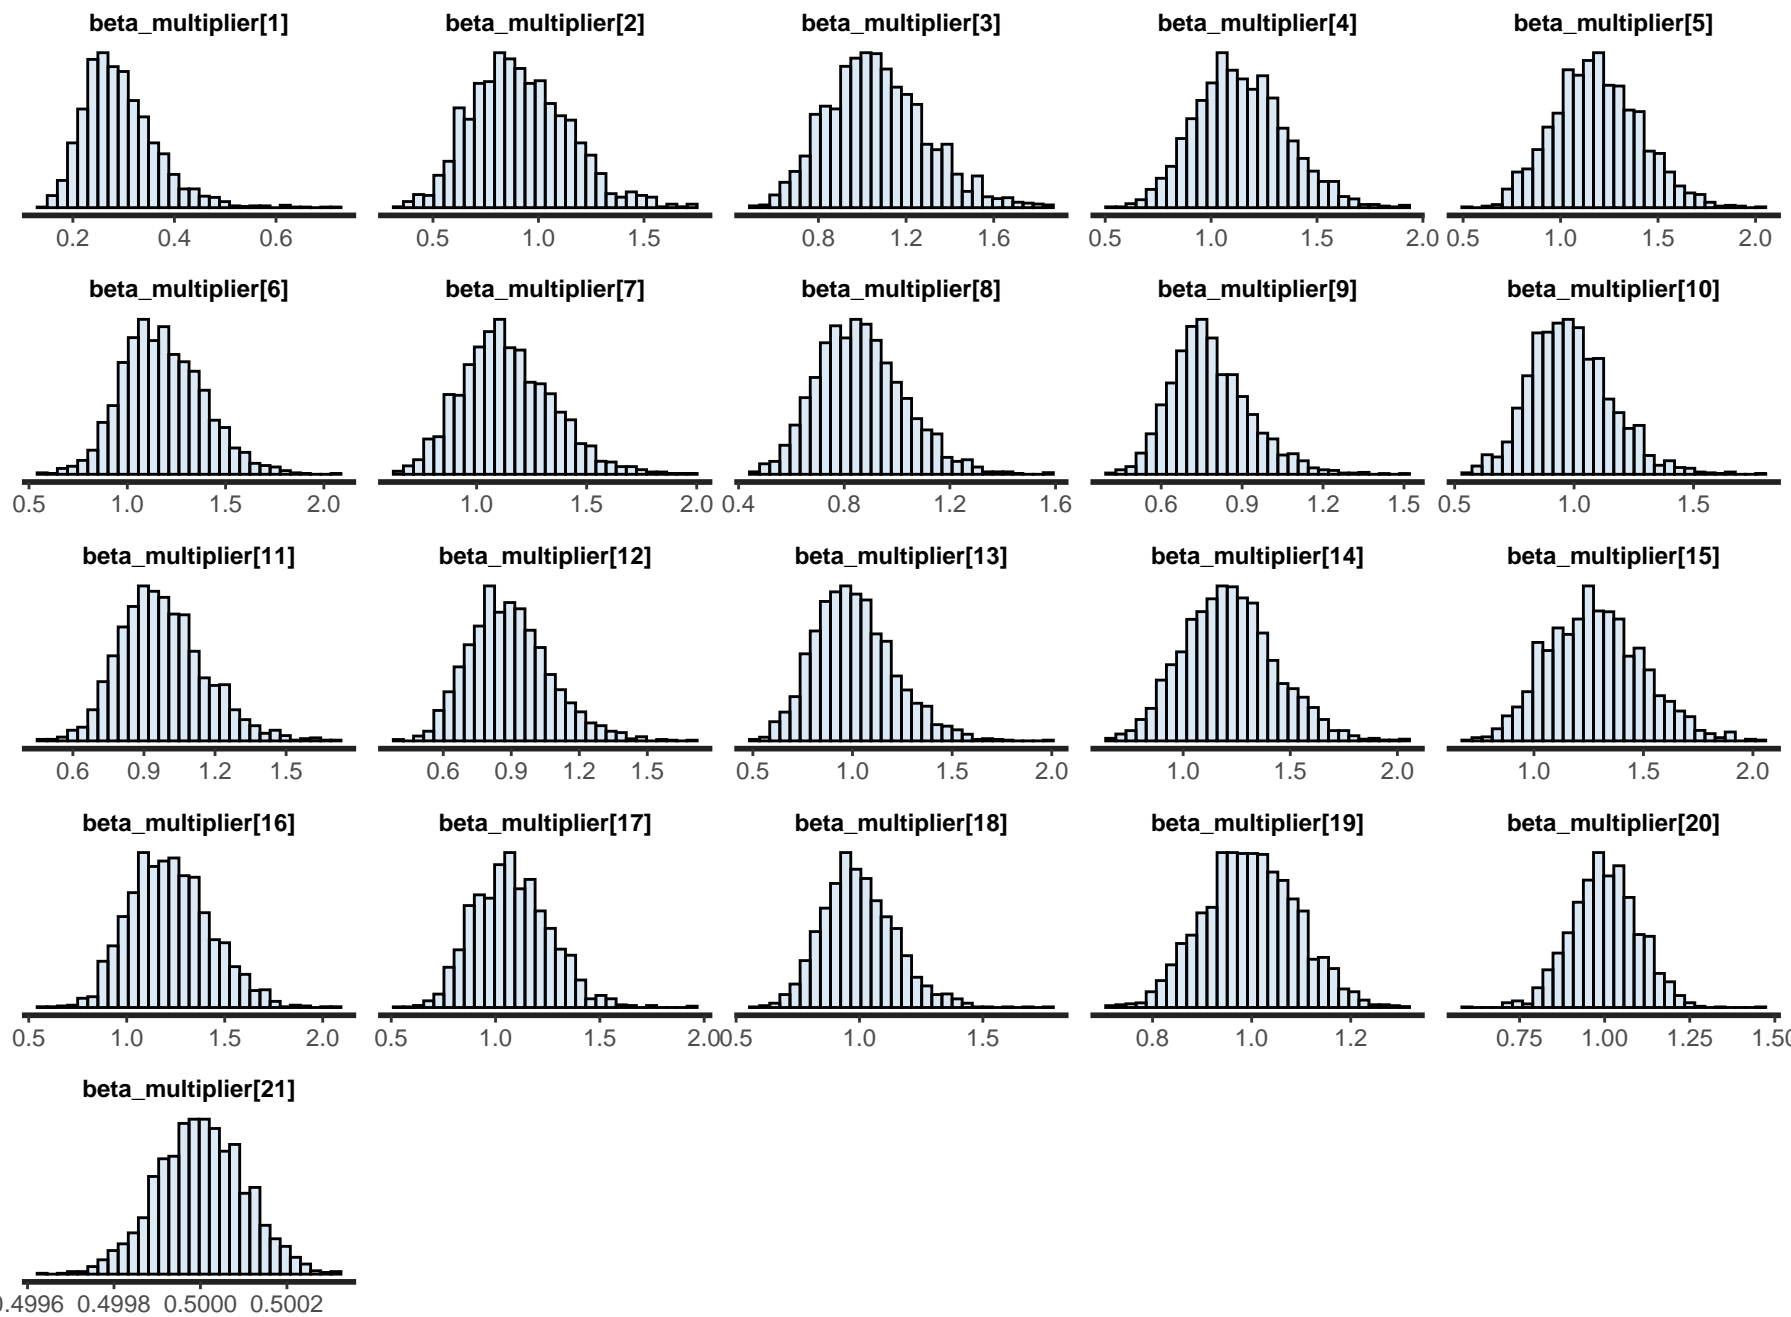 beta_multiplier[1] beta_multiplier[2] beta_multiplier[3] beta_multiplier[4] beta_multiplier[5]
0.2 0.4 0.6 0.5 1.0 1.5 0.8 1.2 1.6 0.5 1.0 1.5 2.0 0.5 1.0 1.5 2.0
beta_multiplier[6] beta_multiplier[7] beta_multiplier[8] beta_multiplier[9] beta_multiplier[10]
0.5 1.0 1.5 2.0 1.0 1.5 2.0 0.4 0.8 1.2 1.6 0.6 0.9 1.2 1.5 0.5 1.0 1.5
beta_multiplier[11] beta_multiplier[12] beta_multiplier[13] beta_multiplier[14] beta_multiplier[15]
0.6 0.9 1.2 1.5 0.6 0.9 1.2 1.5 0.5 1.0 1.5 2.0 1.0 1.5 2.0 1.0 1.5 2.0
beta_multiplier[16] beta_multiplier[17] beta_multiplier[18] beta_multiplier[19] beta_multiplier[20]
0.5 1.0 1.5 2.0 0.5 1.0 1.5 2.0 0.5 1.0 1.5 0.8 1.0 1.2 0.75 1.00 1.25 1.50
beta_multiplier[21]
0.4996 0.4998 0.5000 0.5002